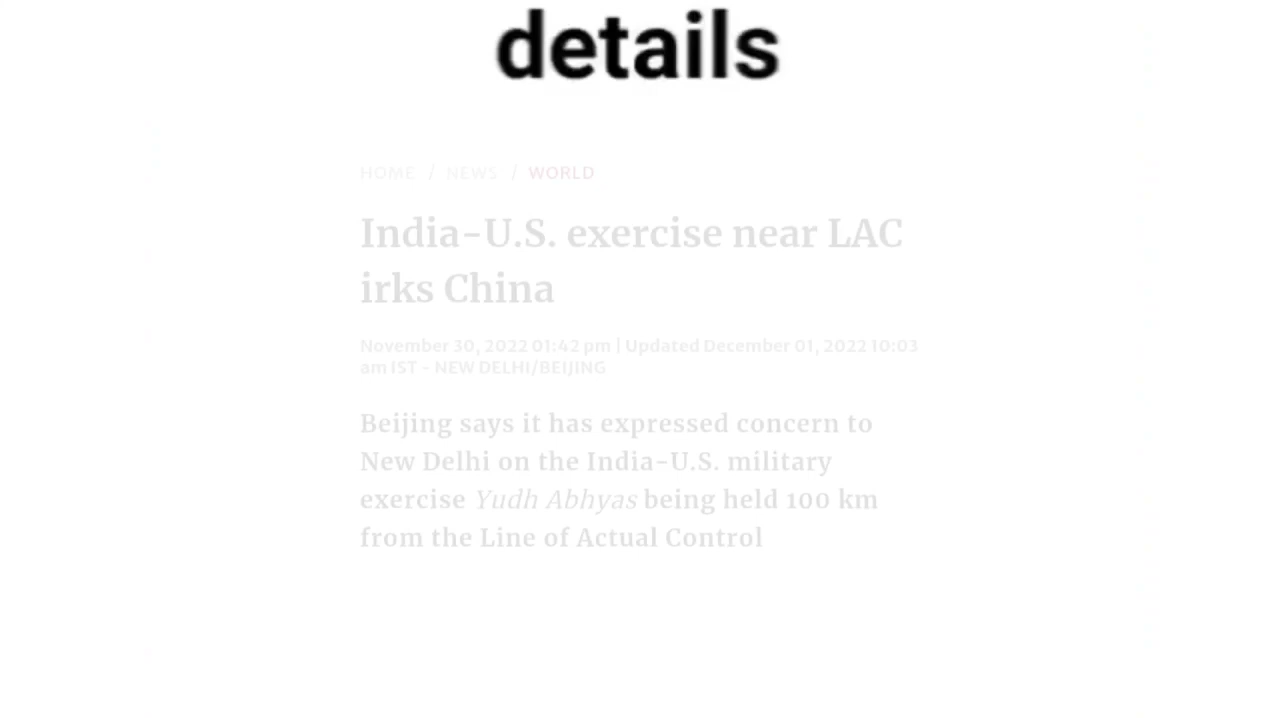 details
HOME / NEWS / WORLD
India-U.S. exercise near LAC
irks China
November 30, 2022 01:42 pm | Updated December 01, 2022 10:03
am IST - NEW DELHI/BEIJING
Beijing says it has expressed concern to
New Delhi on the India-U.S. military
exercise Yudh Abhyas being held 100 km
from the Line of Actual Control